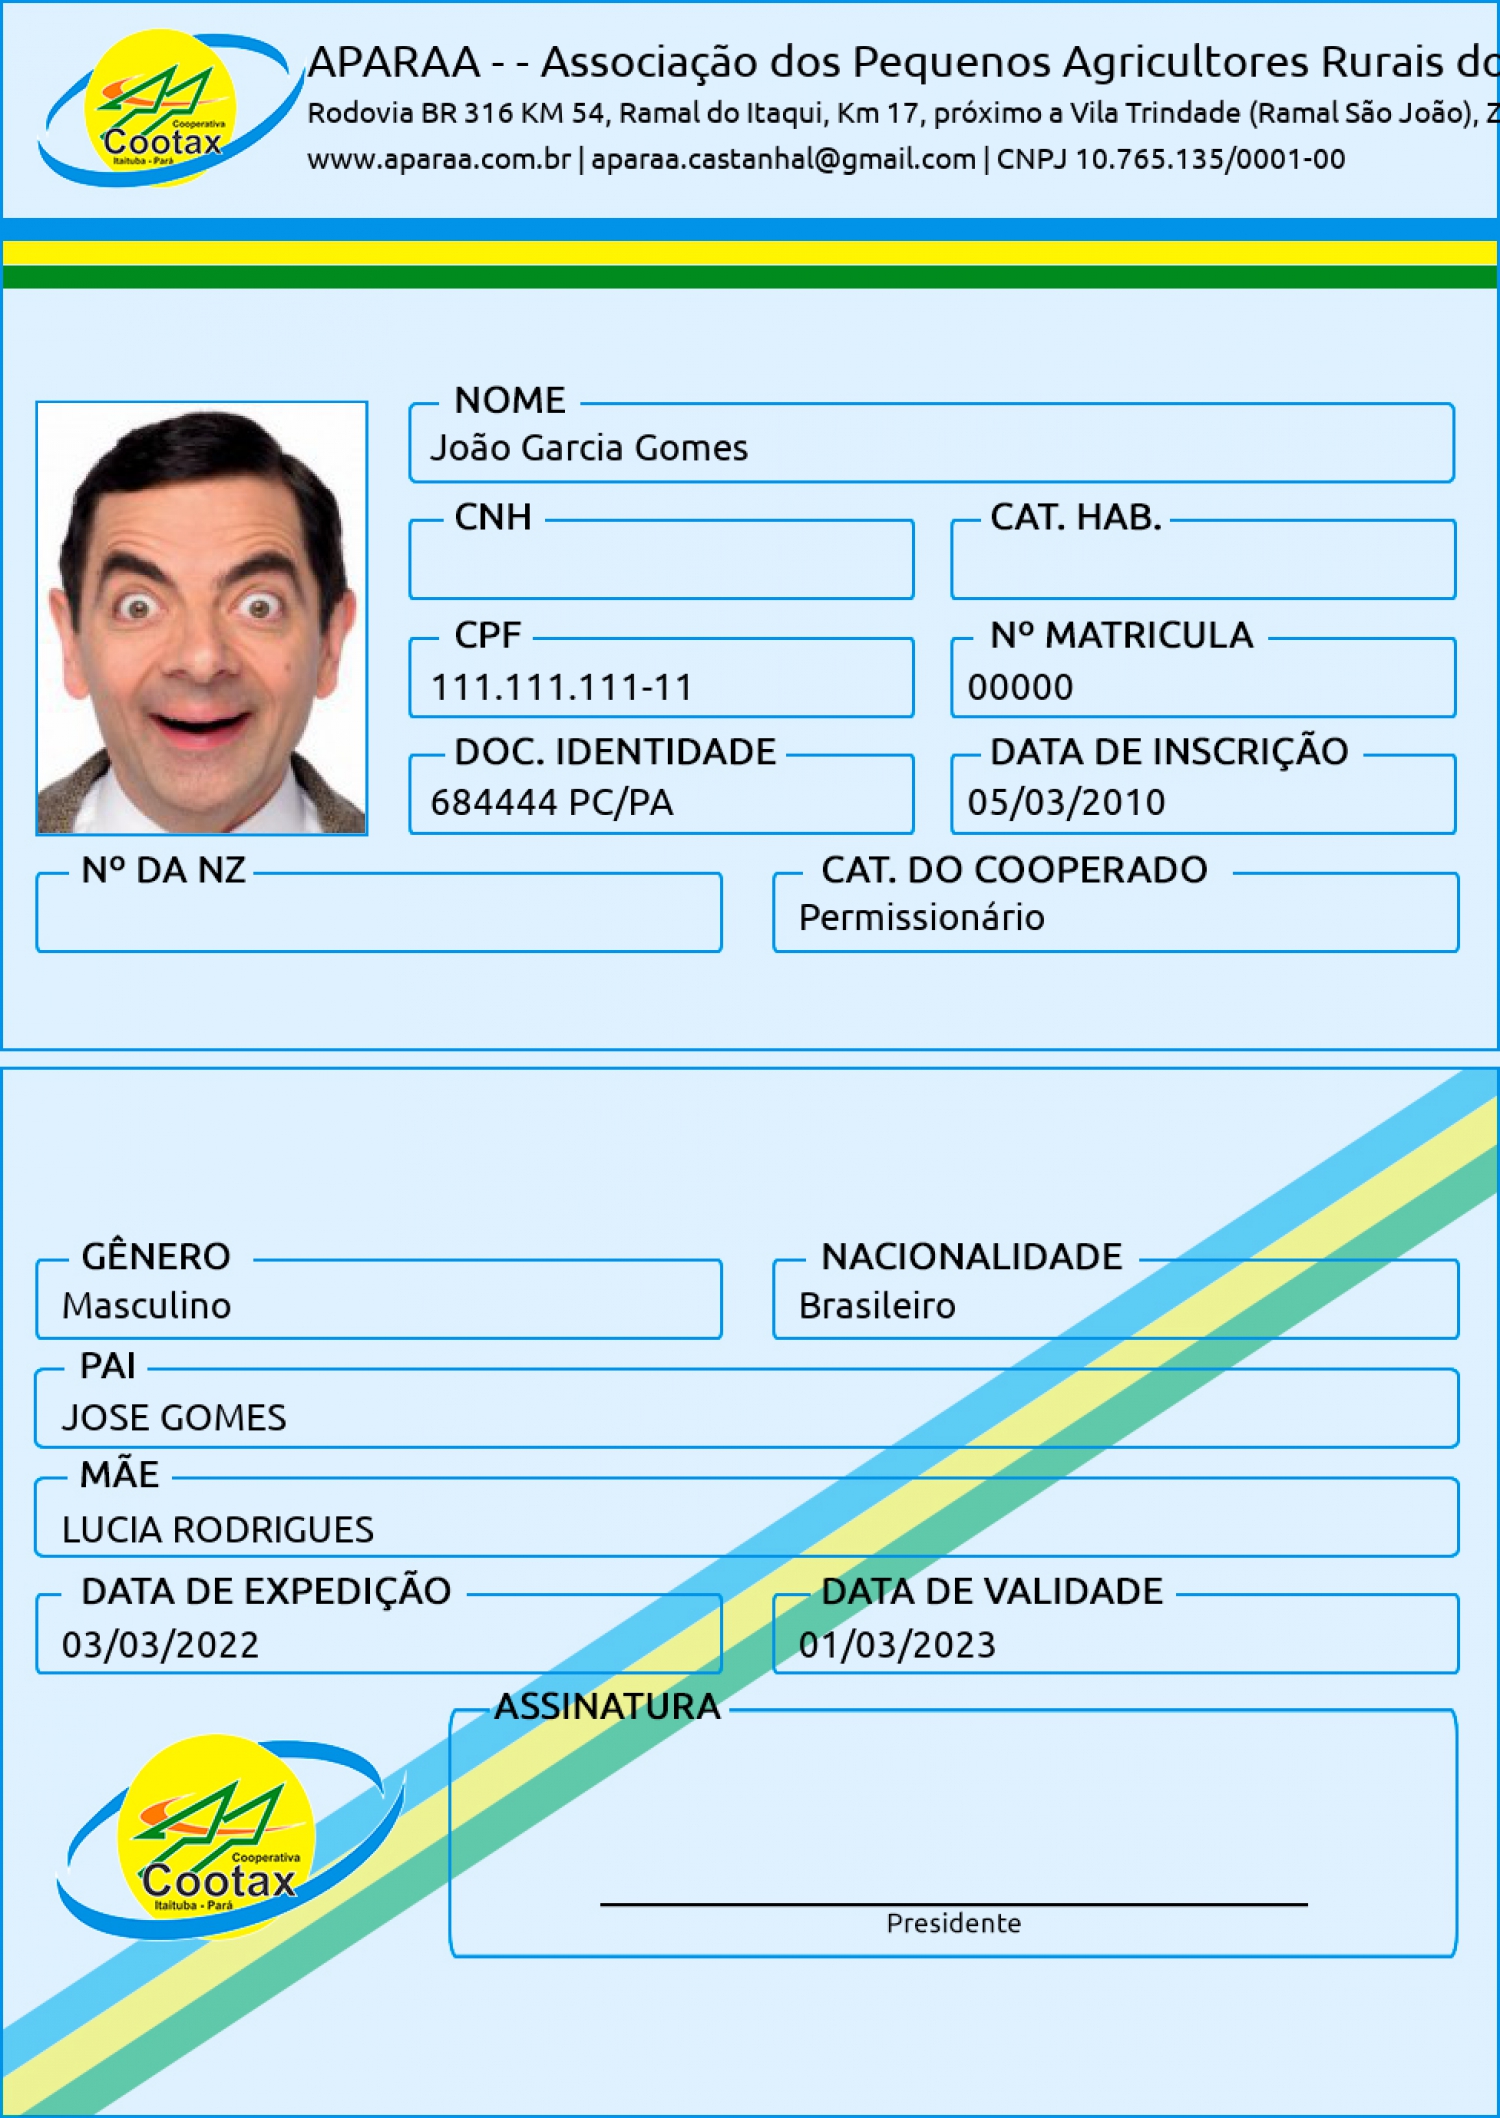 APARAA - - Associação dos Pequenos Agricultores Rurais do
Rodovia BR 316 KM 54, Ramal do Itaqui, Km 17, próximo a Vila Trindade (Ramal São João), Z
www.aparaa.com.br | aparaa.castanhal@gmail.com | CNPJ 10.765.135/0001-00
Cooperativa
Cootax
Itaituba - Pará
NOME
João Garcia Gomes
CNH
CAT. HAB.
CPF
111.111.111-11
Nº MATRICULA
00000
DOC. IDENTIDADE
684444 PC/PA
DATA DE INSCRIÇÃO
05/03/2010
Nº DA NZ
CAT. DO COOPERADO
Permissionário
GÊNERO
Masculino
NACIONALIDADE
Brasileiro
PAI
JOSE GOMES
MÃE
LUCIA RODRIGUES
DATA DE EXPEDIÇÃO
03/03/2022
DATA DE VALIDADE
01/03/2023
ASSINATURA
Presidente
Cooperativa
Cootax
Itaituba - Pará